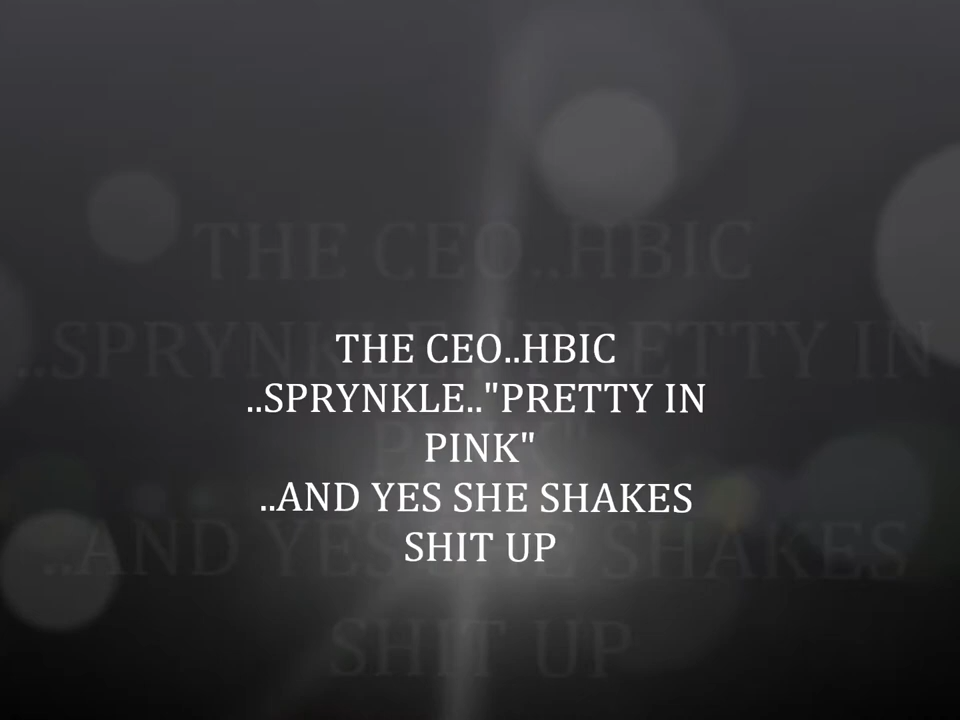 THE CEO..HBIC
..SPRYNKLE.."PRETTY IN
PINK"
..AND YES SHE SHAKES
SHIT UP